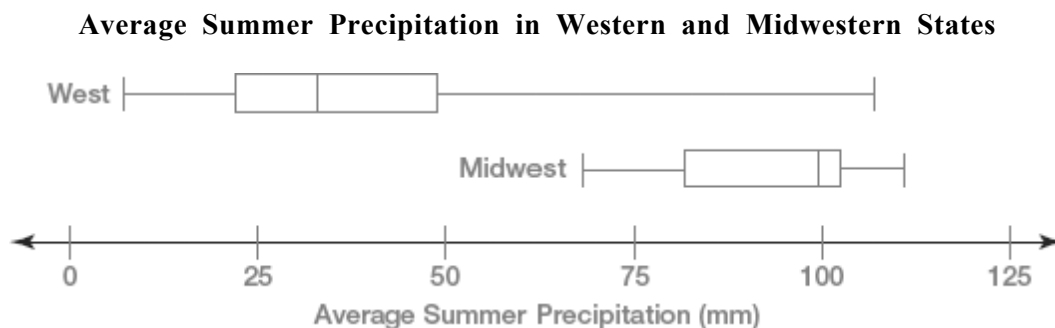 Average Summer Precipitation in Western and Midwestern States
West
Midwest
0 25 50 75 100 125
Average Summer Precipitation (mm)